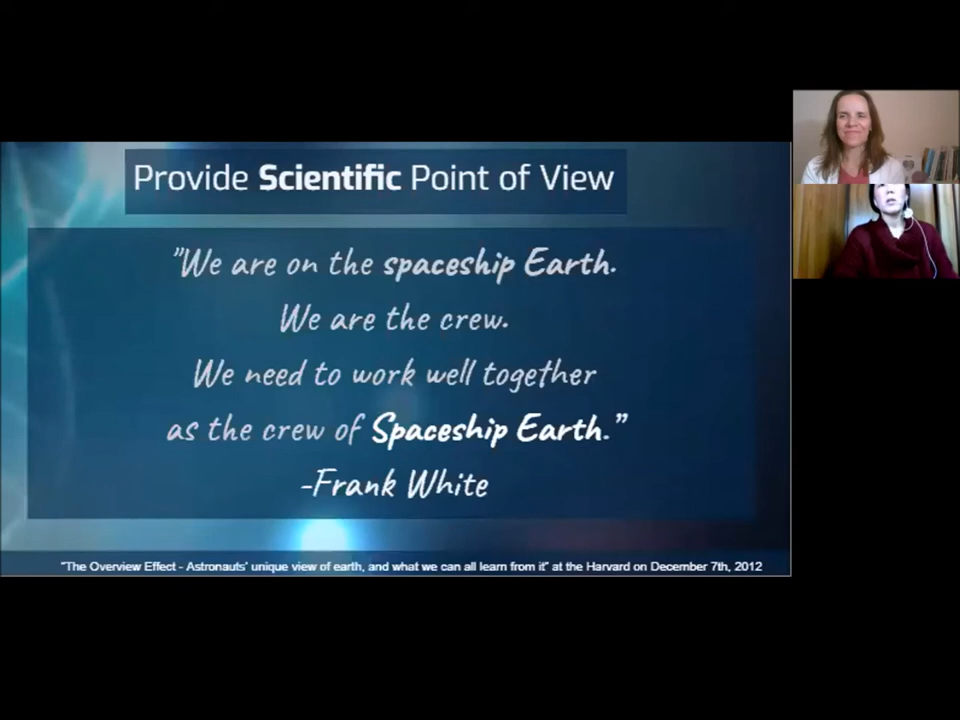 Provide Scientific Point of View
"We are on the spaceship Earth.
We are the crew.
We need to work well together
as the crew of Spaceship Earth.”
-Frank White
"The Overview Effect - Astronauts' unique view of earth, and what we can all learn from it" at the Harvard on December 7th, 2012